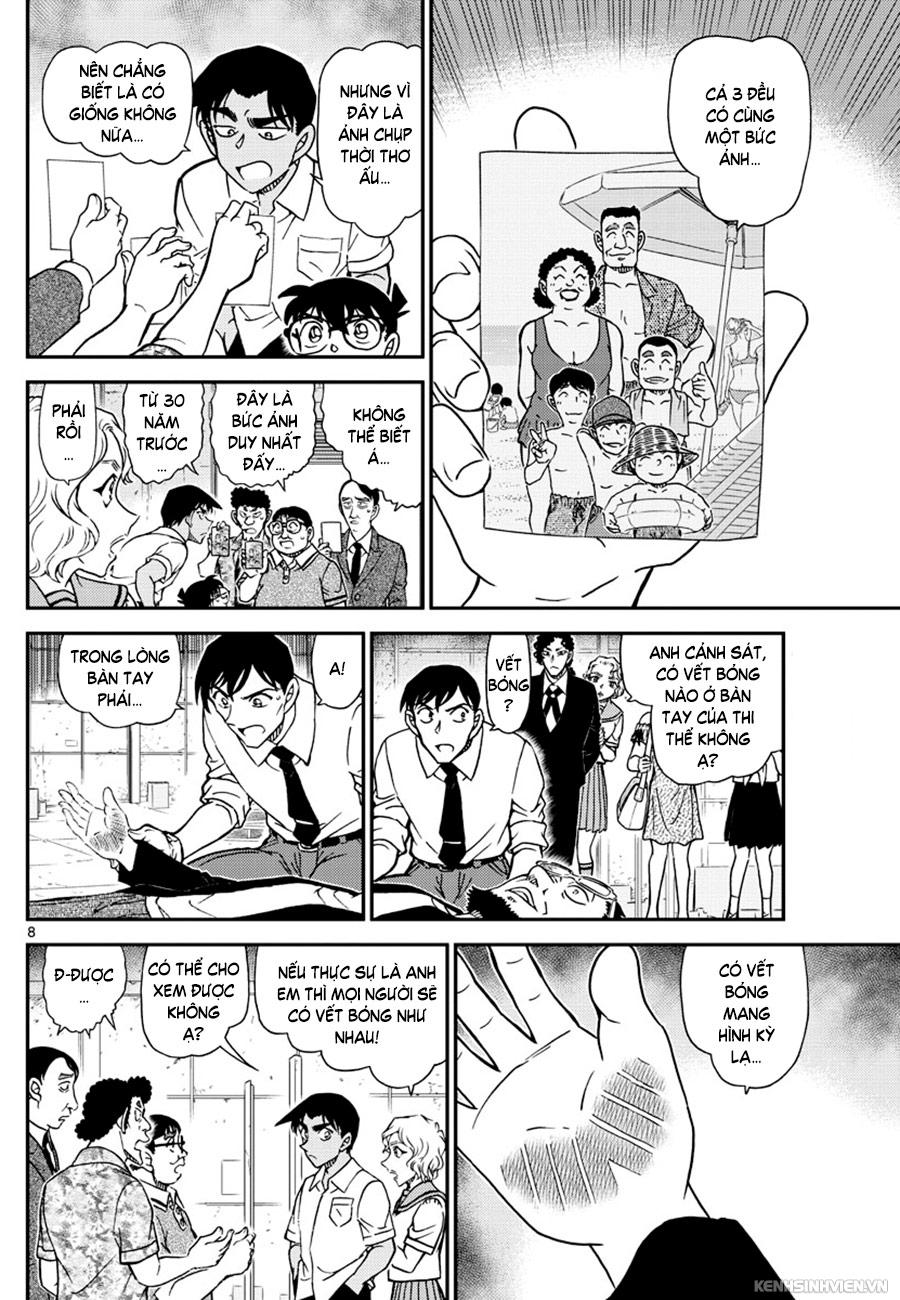 CẢ 3 ĐỀU
CÓ CÙNG
MỘT BỨC
ẢNH...
NHƯNG VÌ
ĐÂY LÀ
ẢNH CHỤP
THỜI THƠ
ẤU...
NÊN CHẲNG
BIẾT LÀ CÓ
GIỐNG KHÔNG
NỮA...
KHÔNG
THỂ BIẾT
Á...
ĐÂY LÀ
BỨC ẢNH
DUY NHẤT
ĐẤY...
TỪ 30
NĂM
TRƯỚC
...
PHẢI
RỒI
...
ANH CẢNH SÁT,
CÓ VẾT BỎNG
NÀO Ở BÀN
TAY CỦA THI
THỂ KHÔNG
Ạ?
VẾT
BỎNG
?
A!
TRONG LÒNG
BÀN TAY
PHẢI...
CÓ VẾT
BỎNG
MANG
HÌNH KỲ
LẠ...
NẾU THỰC SỰ LÀ ANH
EM THÌ MỌI NGƯỜI SẼ
CÓ VẾT BỎNG NHƯ
NHAU!
CÓ THỂ CHO
XEM ĐƯỢC
KHÔNG
Ạ?
Đ-ĐƯỢC
...
8
KENHSINHVIEN.VN